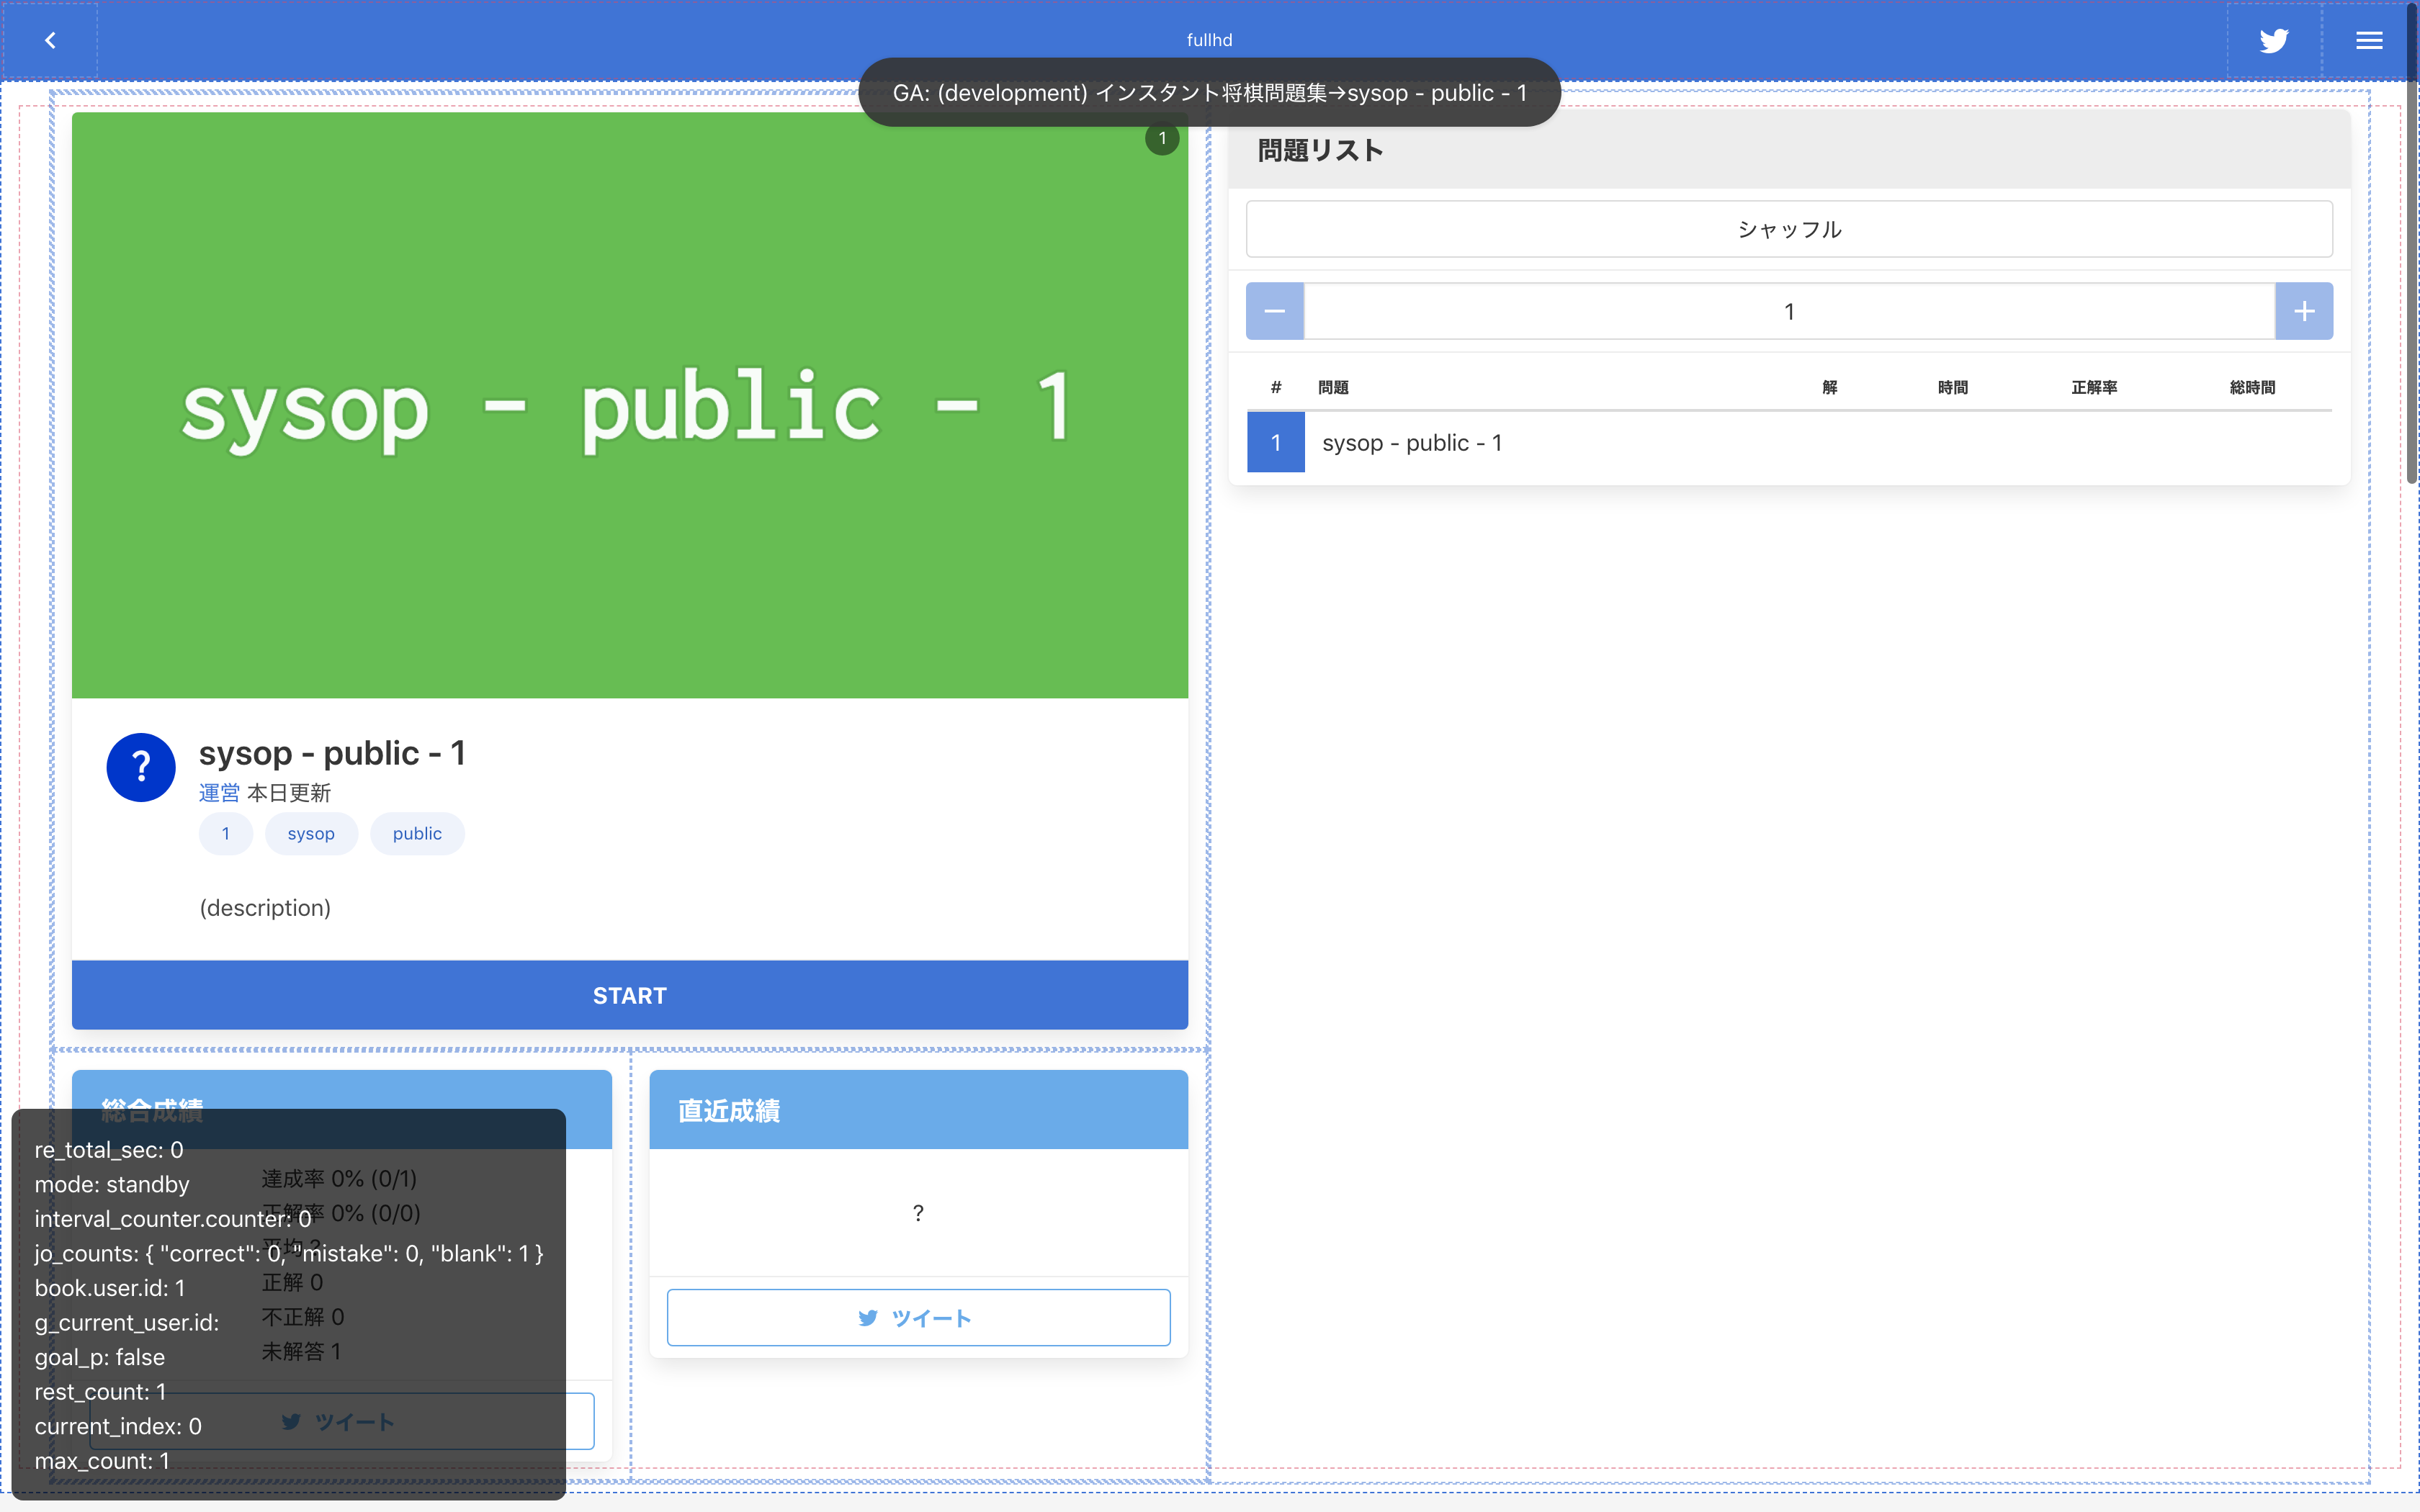 fullhd
GA: (development) インスタント将棋問題集→sysop - public - 1
1
sysop - public - 1
?
sysop - public - 1
運営 本日更新
1 sysop public
(description)
START
問題リスト
シャッフル
1
# 問題 解 時間 正解率 総時間
1 sysop - public - 1
総合成績
達成率 0% (0/1)
正解率 0% (0/0)
平均 ?
正解 0
不正解 0
未解答 1
ツイート
直近成績
?
ツイート
re_total_sec: 0
mode: standby
interval_counter.counter: 0
jo_counts: { "correct": 0, "mistake": 0, "blank": 1 }
book.user.id: 1
g_current_user.id:
goal_p: false
rest_count: 1
current_index: 0
max_count: 1